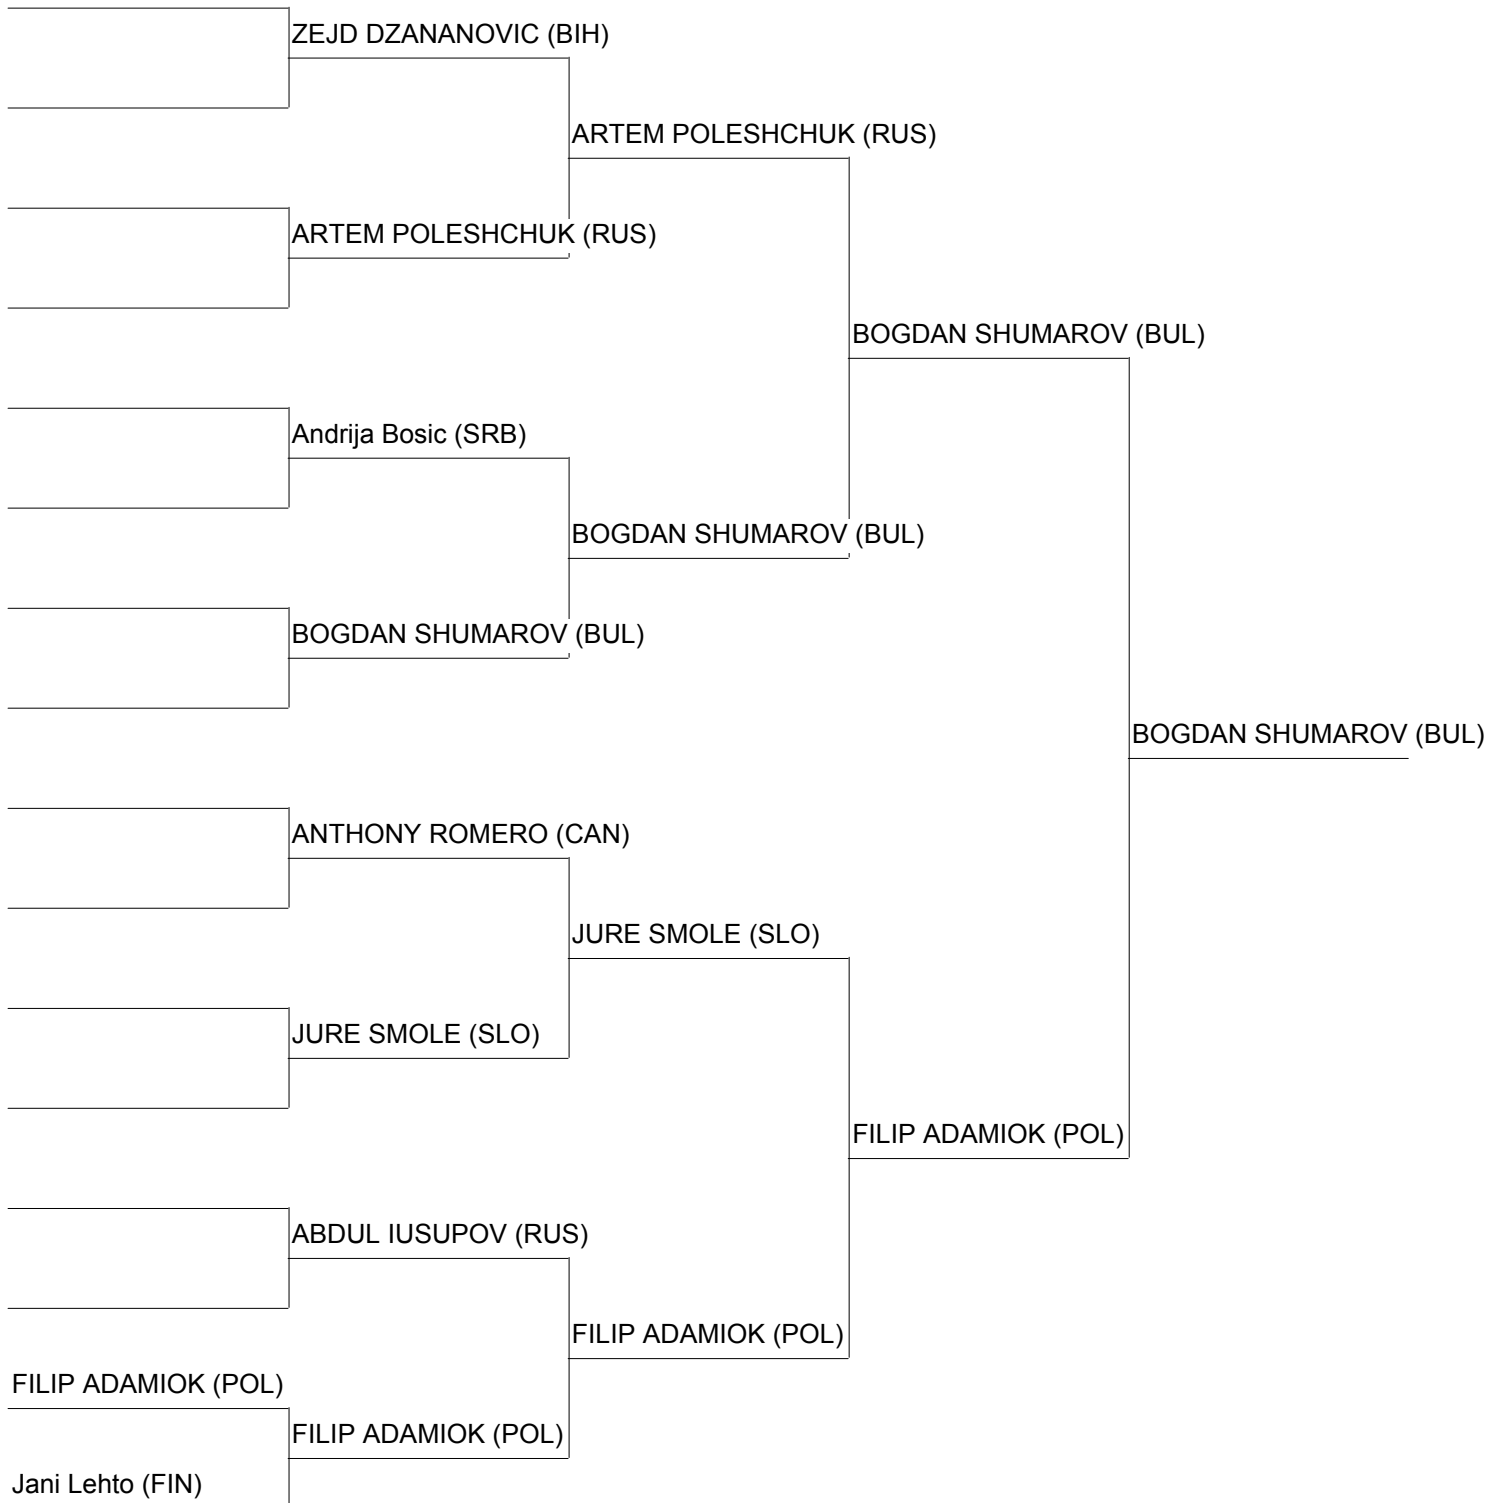 ZEJD DZANANOVIC (BIH)
ARTEM POLESHCHUK (RUS)
ARTEM POLESHCHUK (RUS)
BOGDAN SHUMAROV (BUL)
Andrija Bosic (SRB)
BOGDAN SHUMAROV (BUL)
BOGDAN SHUMAROV (BUL)
BOGDAN SHUMAROV (BUL)
ANTHONY ROMERO (CAN)
JURE SMOLE (SLO)
JURE SMOLE (SLO)
FILIP ADAMIOK (POL)
ABDUL IUSUPOV (RUS)
FILIP ADAMIOK (POL)
FILIP ADAMIOK (POL)
FILIP ADAMIOK (POL)
Jani Lehto (FIN)